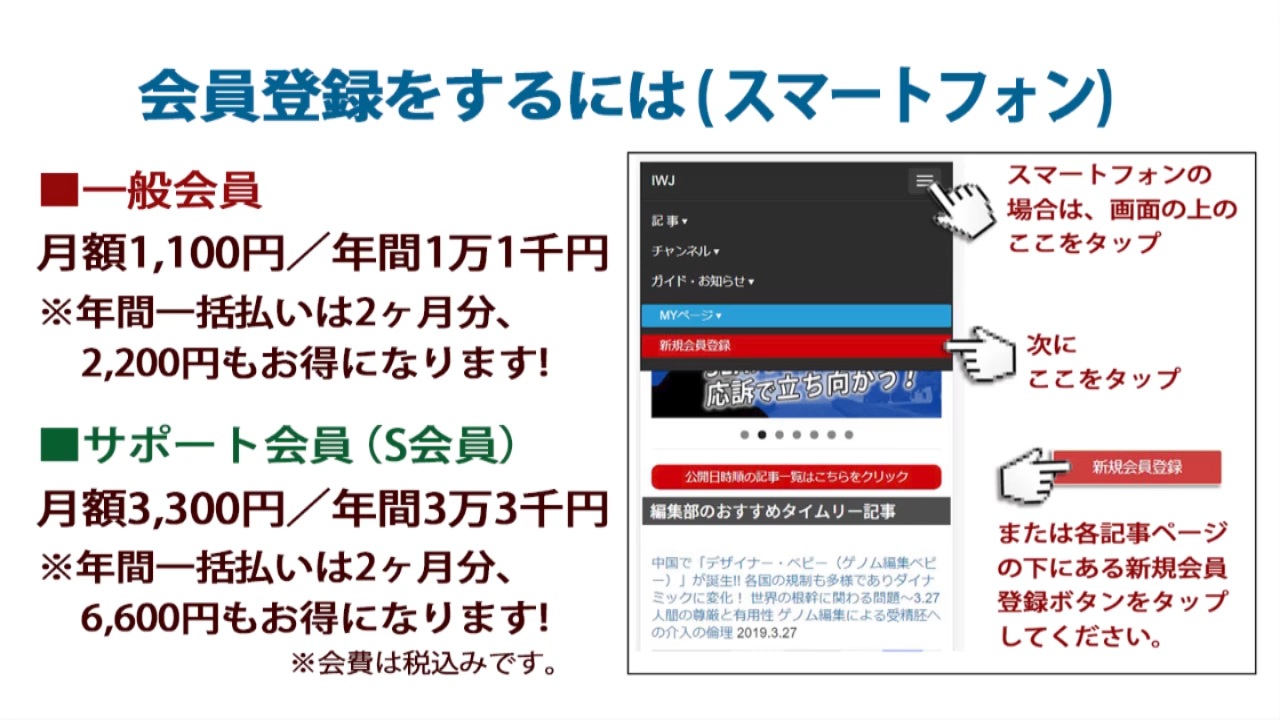 会員登録をするには(スマートフォン)
■一般会員
月額1,100円／年間1万1千円
※年間一括払いは2ヶ月分、
2,200円もお得になります!
■サポート会員（S会員）
月額3,300円／年間3万3千円
※年間一括払いは2ヶ月分、
6,600円もお得になります!
※会費は税込みです。
IWJ
記事▾
チャンネル▾
ガイド・お知らせ▾
MYページ▾
新規会員登録
応訴で立ち向かう！
公開日時順の記事一覧はこちらをクリック
編集部のおすすめタイムリー記事
中国で「デザイナー・ベビー（ゲノム編集ベビ
ー）」が誕生!! 各国の規制も多様でありダイナ
ミックに変化！ 世界の根幹に関わる問題～3.27
人間の尊厳と有用性 ゲノム編集による受精胚へ
の介入の倫理 2019.3.27
スマートフォンの
場合は、画面の上の
ここをタップ
次に
ここをタップ
新規会員登録
または各記事ページ
の下にある新規会員
登録ボタンをタップ
してください。